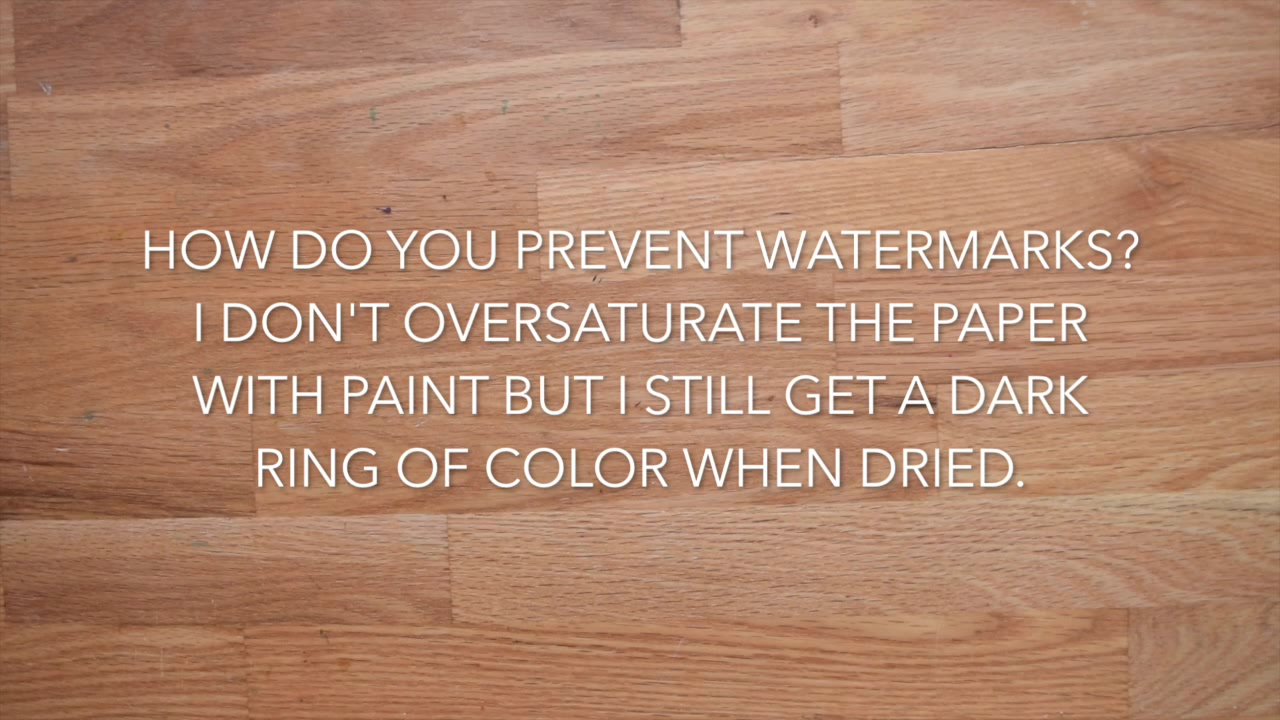 HOW DO YOU PREVENT WATERMARKS?
I DON'T OVERSATURATE THE PAPER
WITH PAINT BUT I STILL GET A DARK
RING OF COLOR WHEN DRIED.